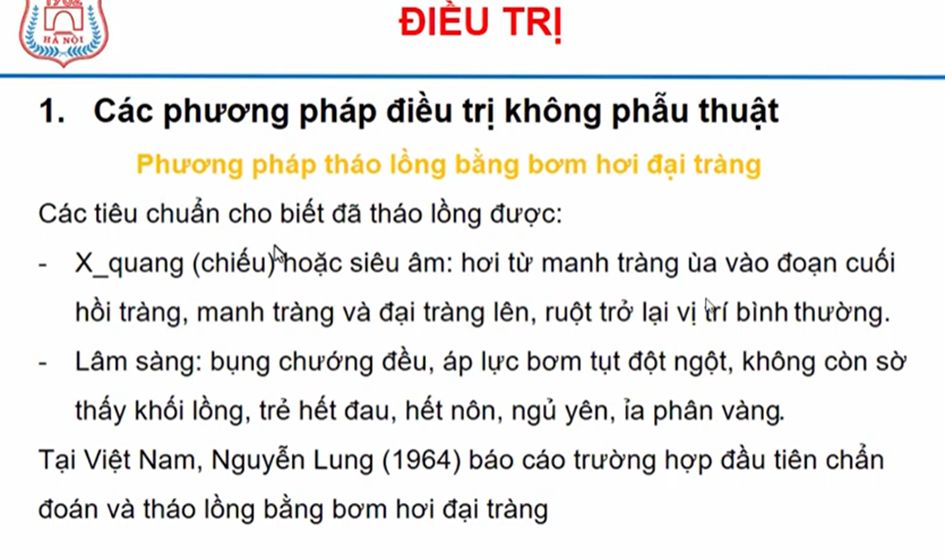 HÀ NỘI
ĐIỀU TRỊ
1. Các phương pháp điều trị không phẫu thuật
Phương pháp tháo lồng bằng bơm hơi đại tràng
Các tiêu chuẩn cho biết đã tháo lồng được:
- X_quang (chiếu) hoặc siêu âm: hơi từ manh tràng ùa vào đoạn cuối
hồi tràng, manh tràng và đại tràng lên, ruột trở lại vị trí bình thường.
- Lâm sàng: bụng chướng đều, áp lực bơm tụt đột ngột, không còn sờ
thấy khối lồng, trẻ hết đau, hết nôn, ngủ yên, ỉa phân vàng.
Tại Việt Nam, Nguyễn Lung (1964) báo cáo trường hợp đầu tiên chẩn
đoán và tháo lồng bằng bơm hơi đại tràng